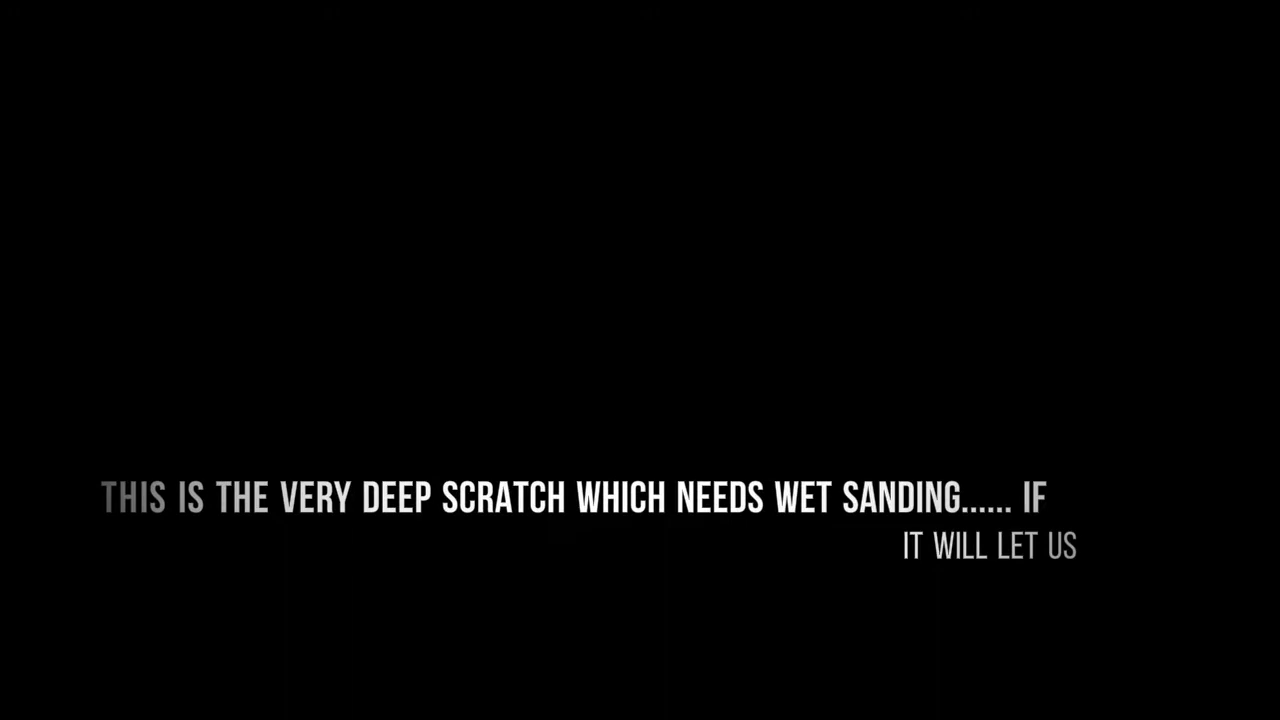 THIS IS THE VERY DEEP SCRATCH WHICH NEEDS WET SANDING...... IF
IT WILL LET US